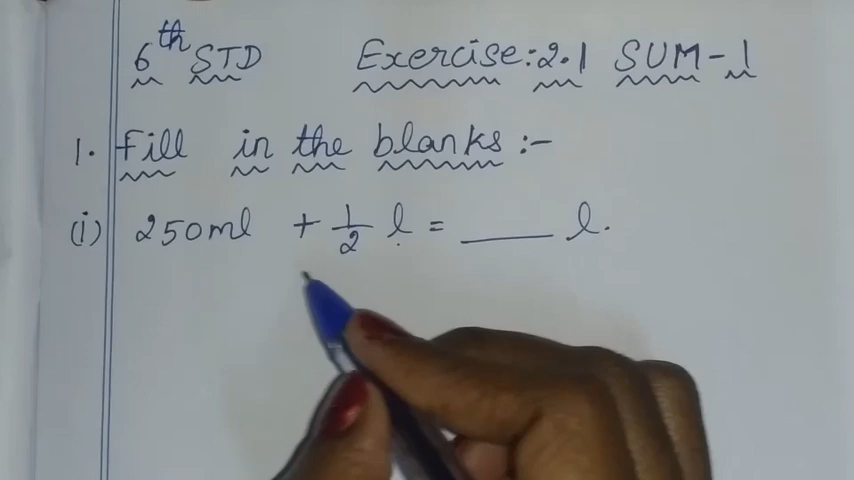 6th STD Exercise:2.1 SUM-1
1. Fill in the blanks:-
(i) 250ml + 1/2 l = ____ l.